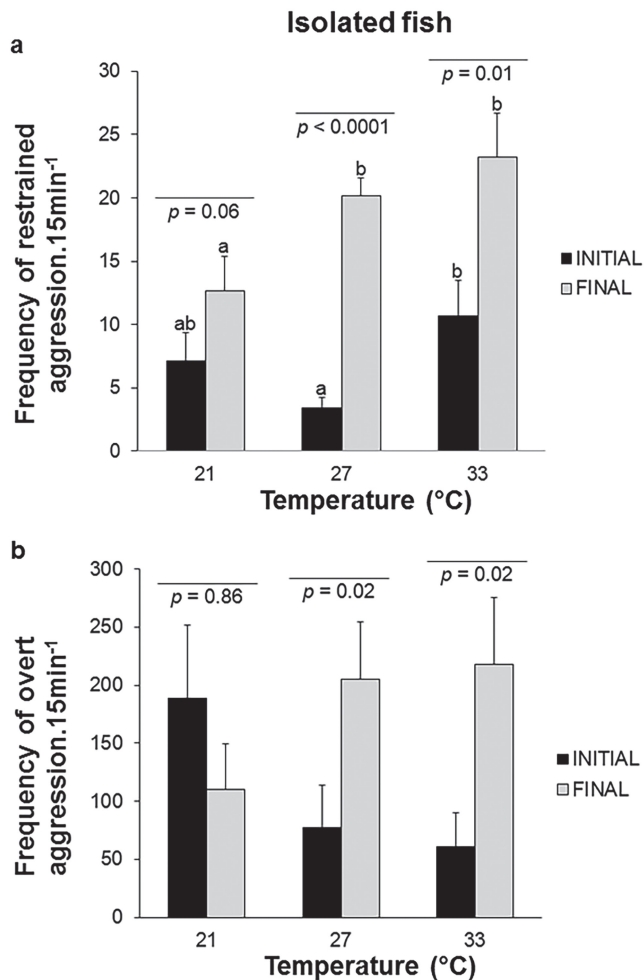 Isolated fish
a
Frequency of restrained
aggression.15min-1
30
25
20
15
10
5
0
p = 0.06
p < 0.0001
p = 0.01
ab
a
a
b
b
b
INITIAL
FINAL
21
27
33
Temperature (°C)
b
Frequency of overt
aggression.15min-1
300
250
200
150
100
50
0
p = 0.86
p = 0.02
p = 0.02
INITIAL
FINAL
21
27
33
Temperature (°C)